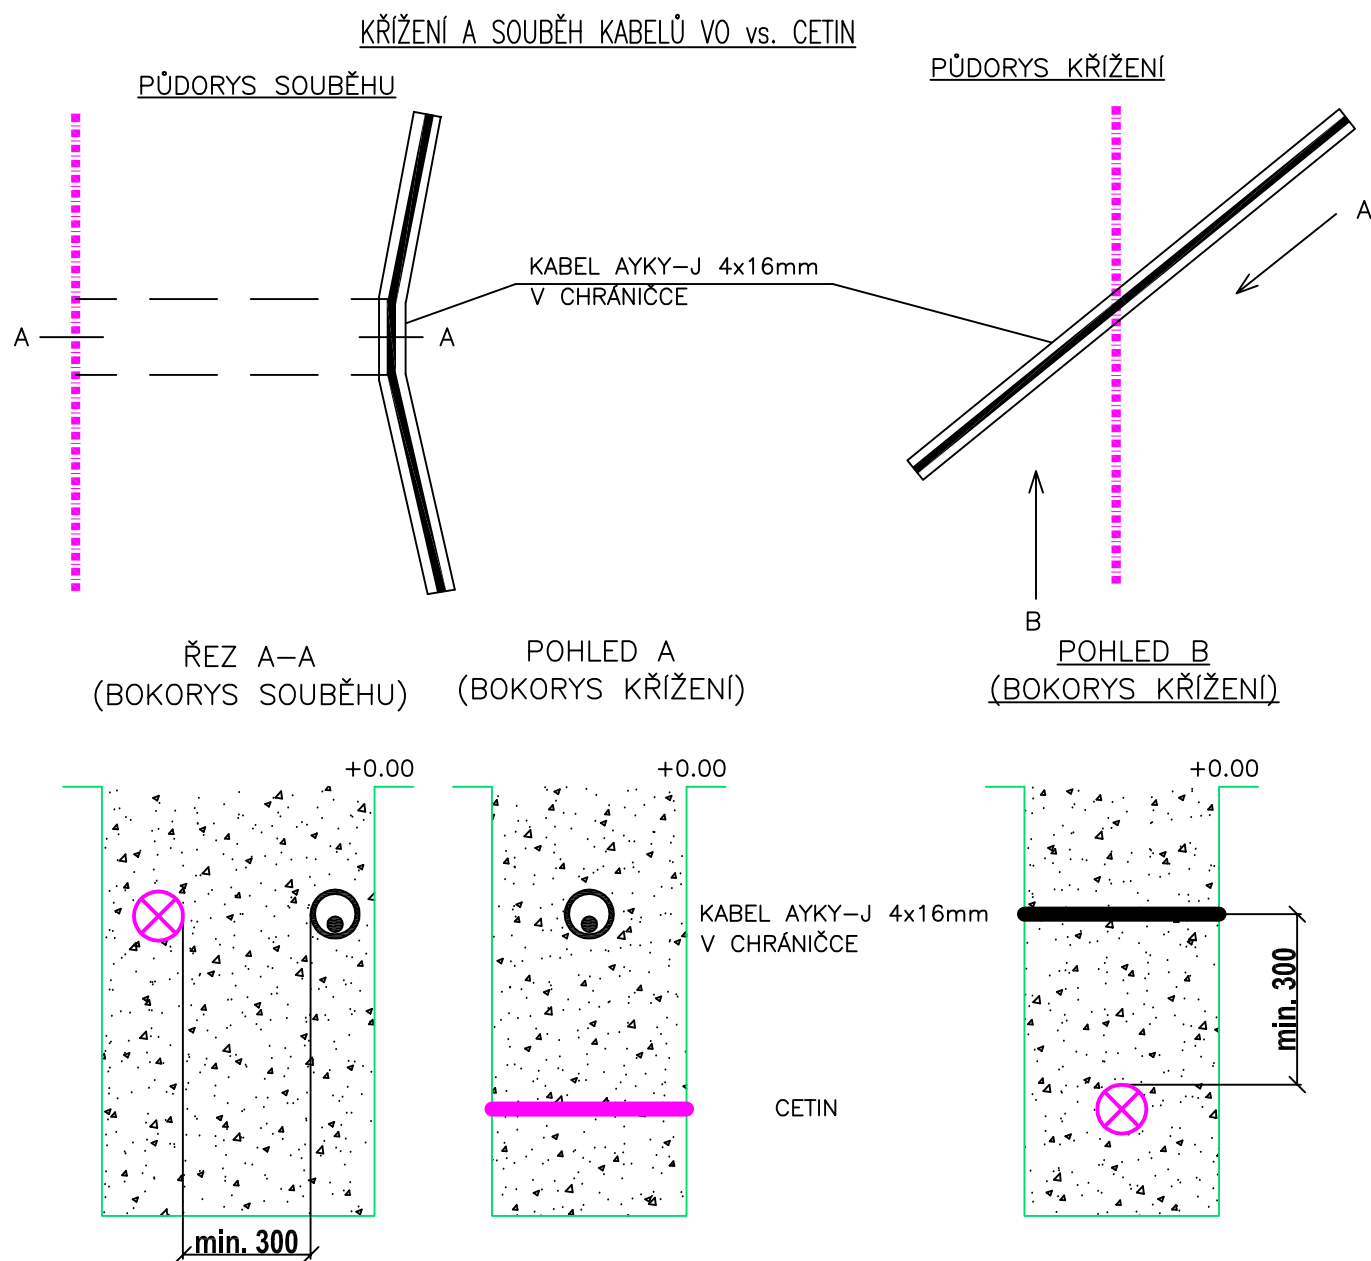 KŘÍŽENÍ A SOUBĚH KABELŮ VO vs. CETIN
PŮDORYS SOUBĚHU
PŮDORYS KŘÍŽENÍ
A
KABEL AYKY-J 4x16mm
V CHRÁNIČCE
A
A
B
ŘEZ A-A
(BOKORYS SOUBĚHU)
POHLED A
(BOKORYS KŘÍŽENÍ)
POHLED B
(BOKORYS KŘÍŽENÍ)
+0.00
+0.00
+0.00
KABEL AYKY-J 4x16mm
V CHRÁNIČCE
min. 300
CETIN
min. 300